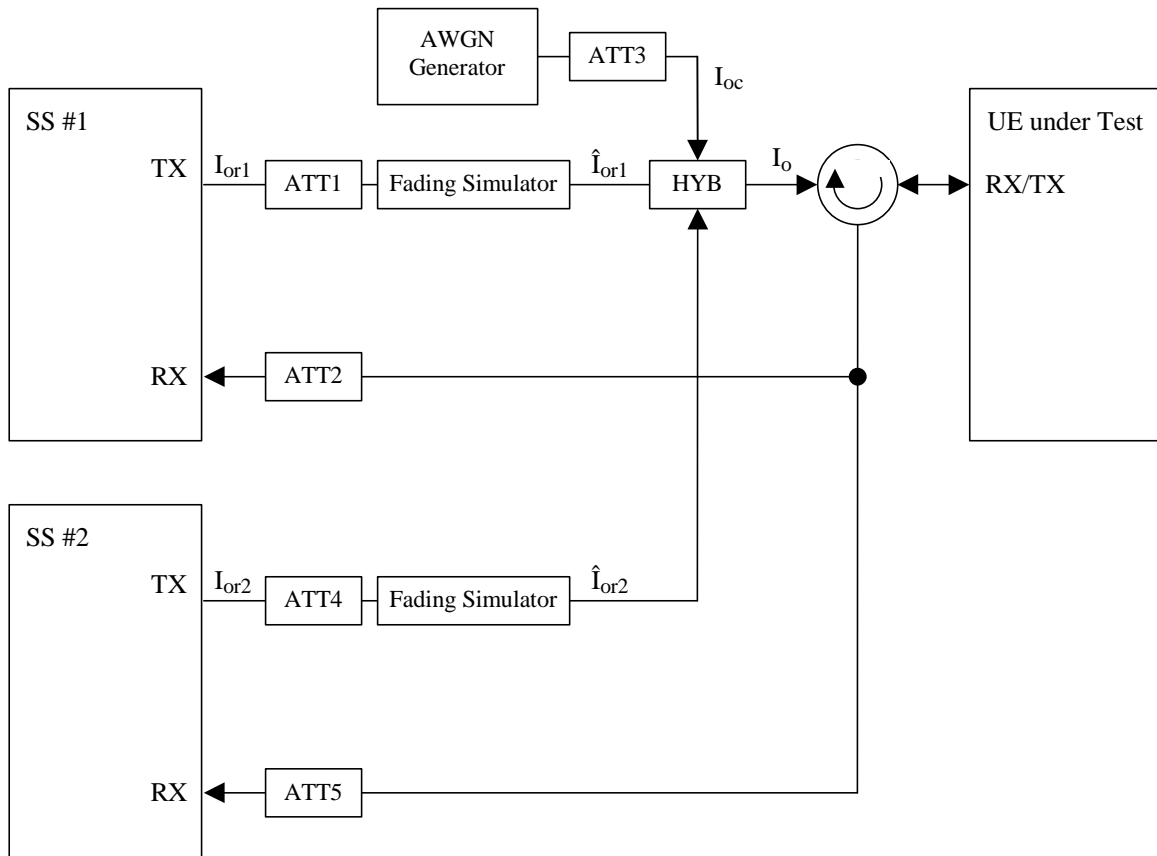 AWGN
Generator
ATT3
I_oc
SS #1
UE under Test
TX
I_or1
ATT1
Fading Simulator
Î_or1
HYB
I_o
RX/TX
RX
ATT2
SS #2
TX
I_or2
ATT4
Fading Simulator
Î_or2
RX
ATT5